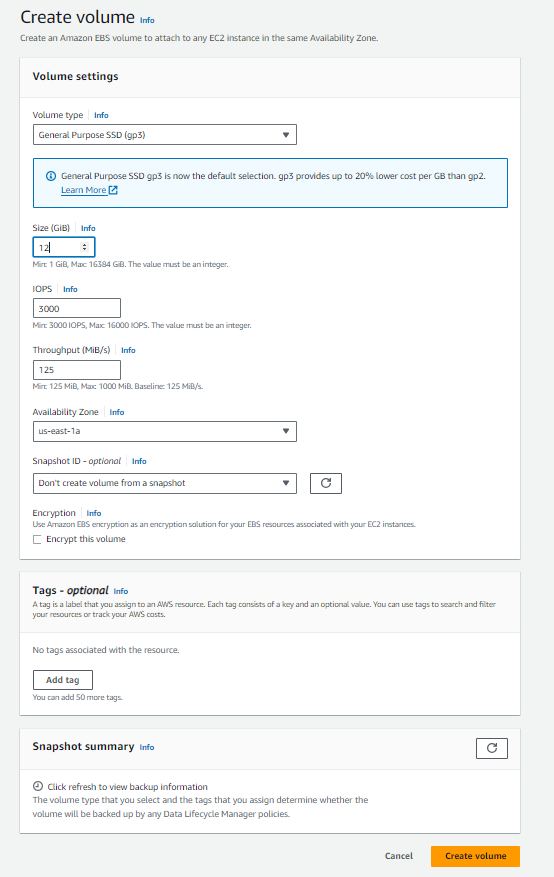 Create volume Info
Create an Amazon EBS volume to attach to any EC2 instance in the same Availability Zone.
Volume settings
Volume type Info
General Purpose SSD (gp3)
General Purpose SSD gp3 is now the default selection. gp3 provides up to 20% lower cost per GB than gp2.
Learn More
Size (GiB) Info
12
Min: 1 GiB, Max: 16384 GiB. The value must be an integer.
IOPS Info
3000
Min: 3000 IOPS, Max: 16000 IOPS. The value must be an integer.
Throughput (MiB/s) Info
125
Min: 125 MiB, Max: 1000 MiB. Baseline: 125 MiB/s.
Availability Zone Info
us-east-1a
Snapshot ID - optional Info
Don't create volume from a snapshot
Encryption Info
Use Amazon EBS encryption as an encryption solution for your EBS resources associated with your EC2 instances.
Encrypt this volume
Tags - optional Info
A tag is a label that you assign to an AWS resource. Each tag consists of a key and an optional value. You can use tags to search and filter
your resources or track your AWS costs.
No tags associated with the resource.
Add tag
You can add 50 more tags.
Snapshot summary Info
Click refresh to view backup information
The volume type that you select and the tags that you assign determine whether the
volume will be backed up by any Data Lifecycle Manager policies.
Cancel Create volume